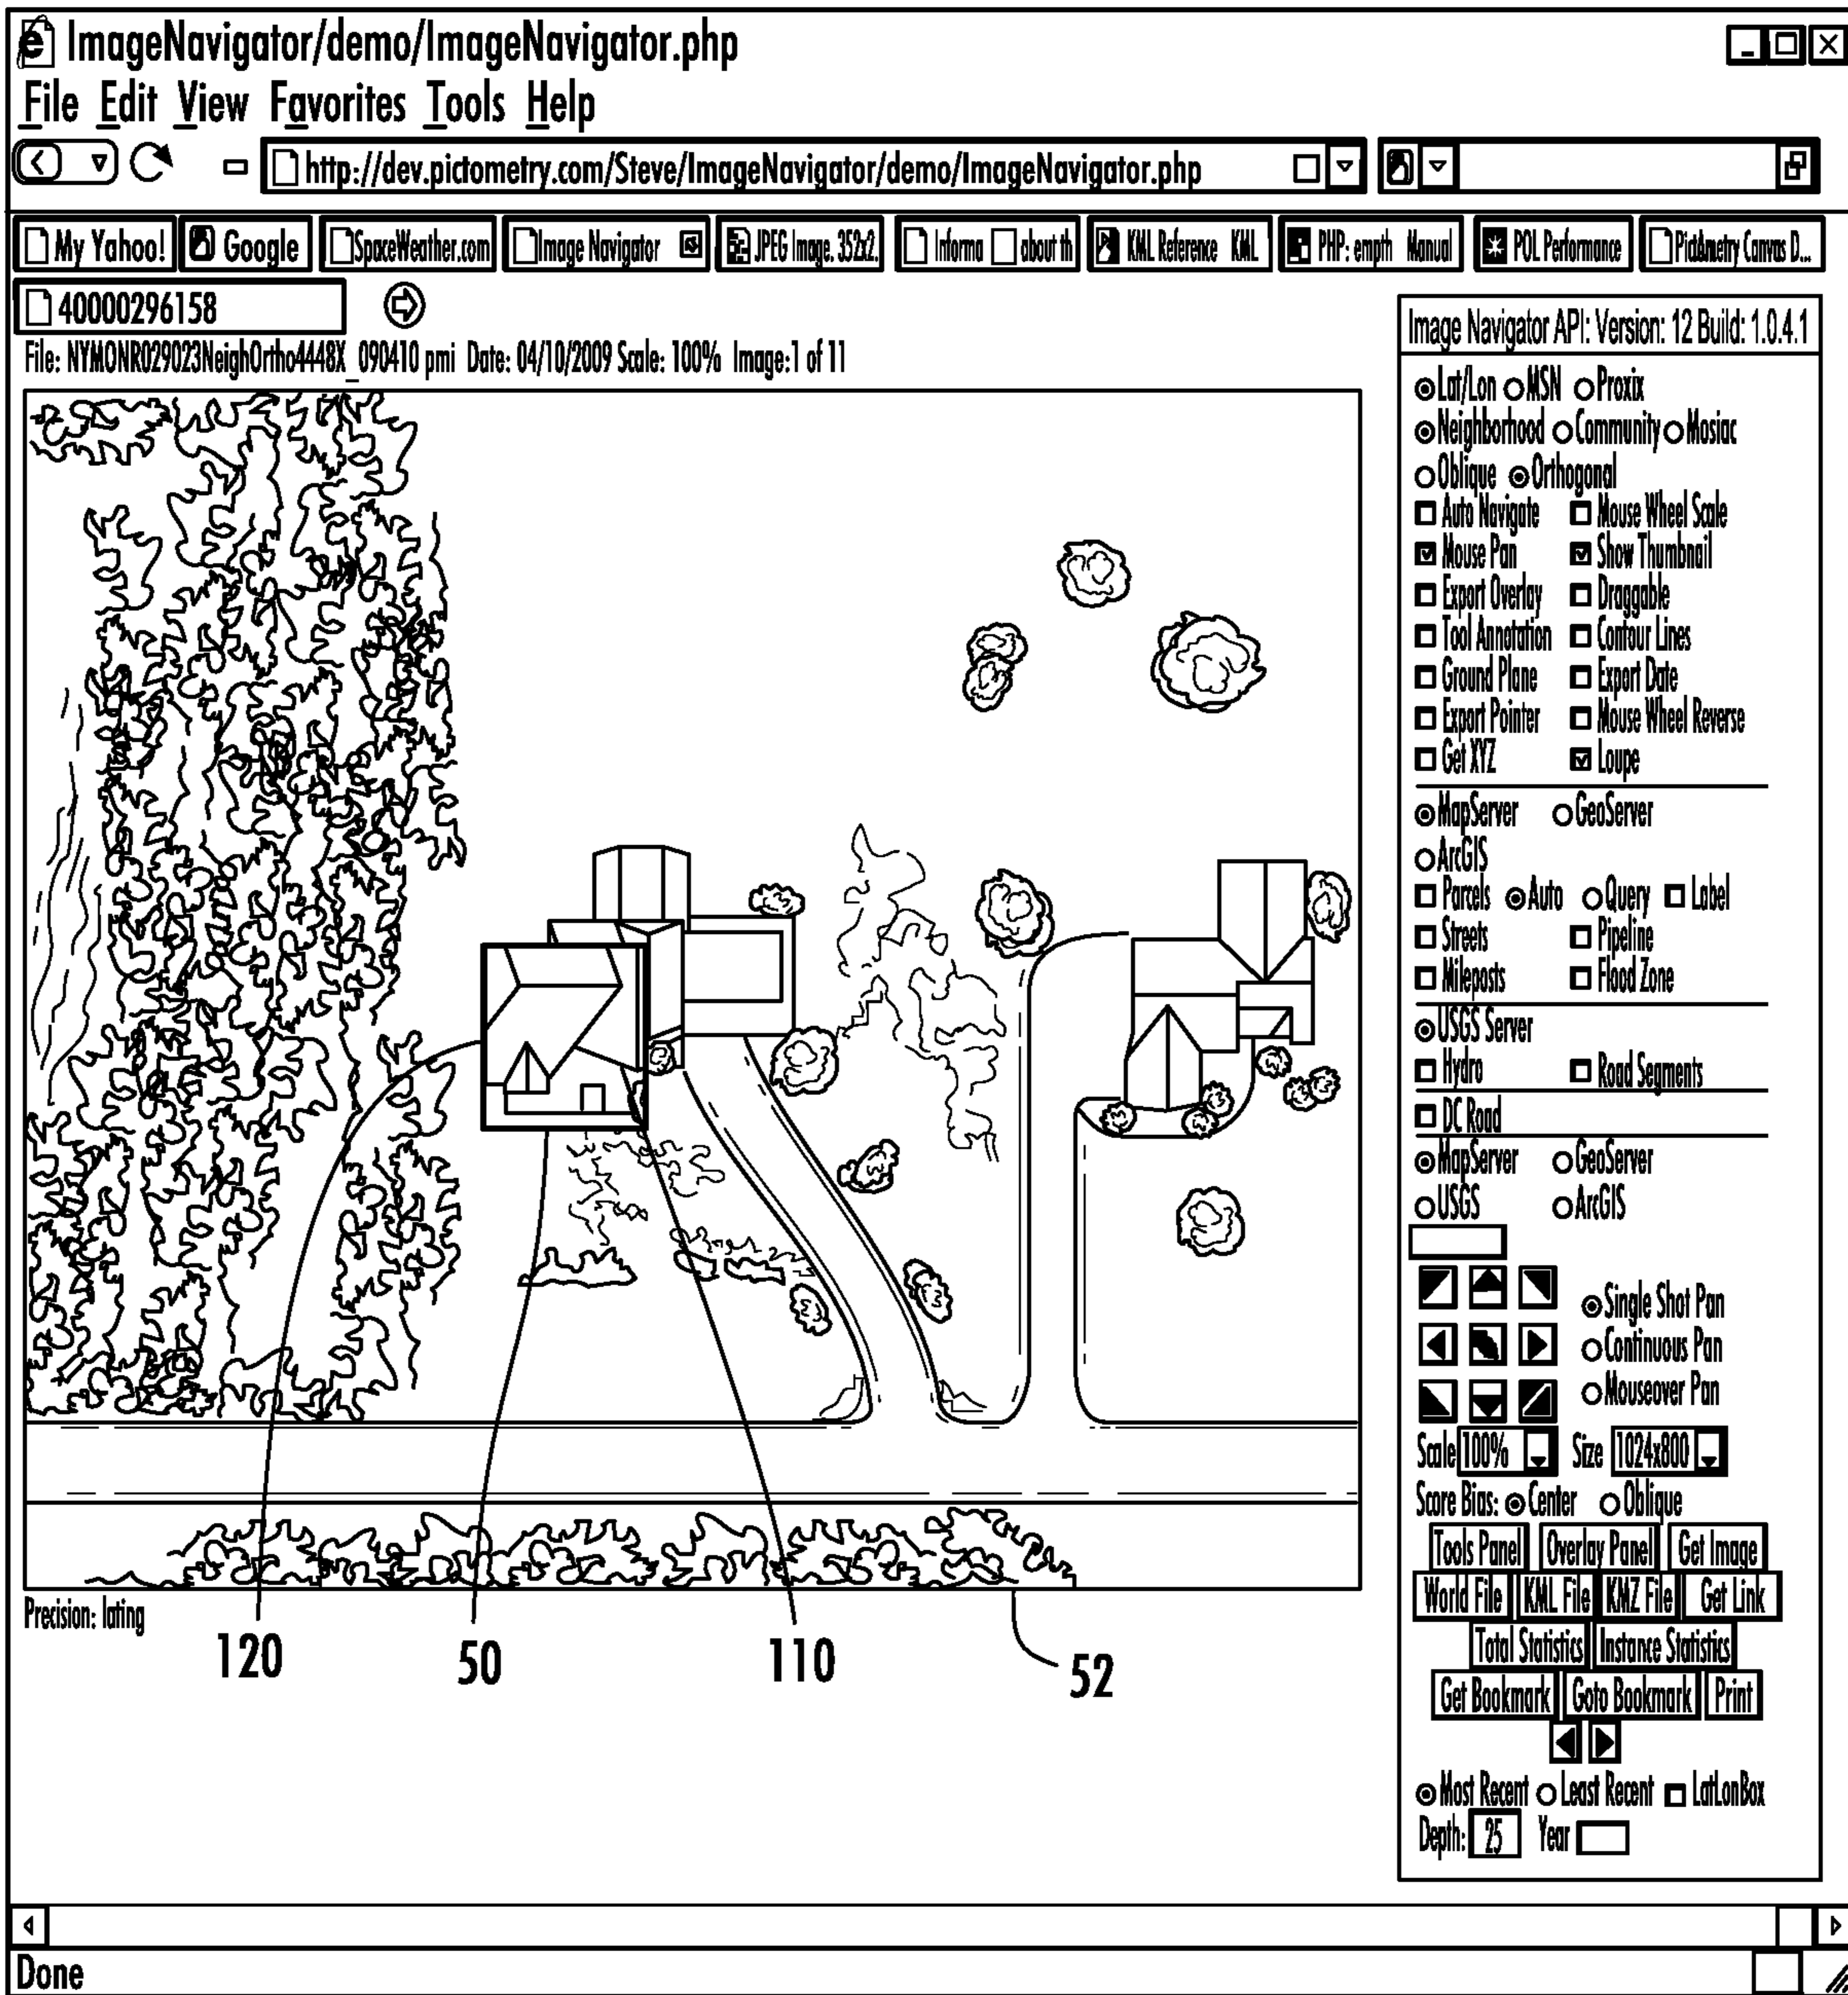 ImageNavigator/demo/ImageNavigator.php
File Edit View Favorites Tools Help
http://dev.pictometry.com/Steve/ImageNavigator/demo/ImageNavigator.php
My Yahoo! Google SpaceWeather.com Image Navigator JPEG Image. 352x2. Informa about th KML Reference KML PHP: empth Manual POL Performance Canvas D...
40000296158
File: NYMONR029023NeighOrtho4448X_090410 pmi Date: 04/10/2009 Scale: 100% Image:1 of 11
Image Navigator API: Version: 12 Build: 1.0.4.1
Lat/Lon MSN Proxix
Neighborhood Community Mosiac
Oblique Orthogonal
Auto Navigate Mouse Wheel Scale
Mouse Pan Show Thumbnail
Export Overlay Draggable
Tool Annotation Contour Lines
Ground Plane Export Date
Export Pointer Mouse Wheel Reverse
Get XYZ Loupe
MapServer GeoServer
ArcGIS
Parcels Auto Query Label
Streets Pipeline
Mileposts Flood Zone
USGS Server
Hydro Road Segments
DC Road
MapServer GeoServer
USGS ArcGIS
Single Shot Pan
Continuous Pan
Mouseover Pan
Scale 100% Size 1024x800
Score Bias: Center Oblique
Tools Panel Overlay Panel Get Image
World File KML File KMZ File Get Link
Total Statistics Instance Statistics
Get Bookmark Goto Bookmark Print
Most Recent Least Recent LatLonBox
Depth: 25 Year
Precision: lating
120 50 110 52
Done